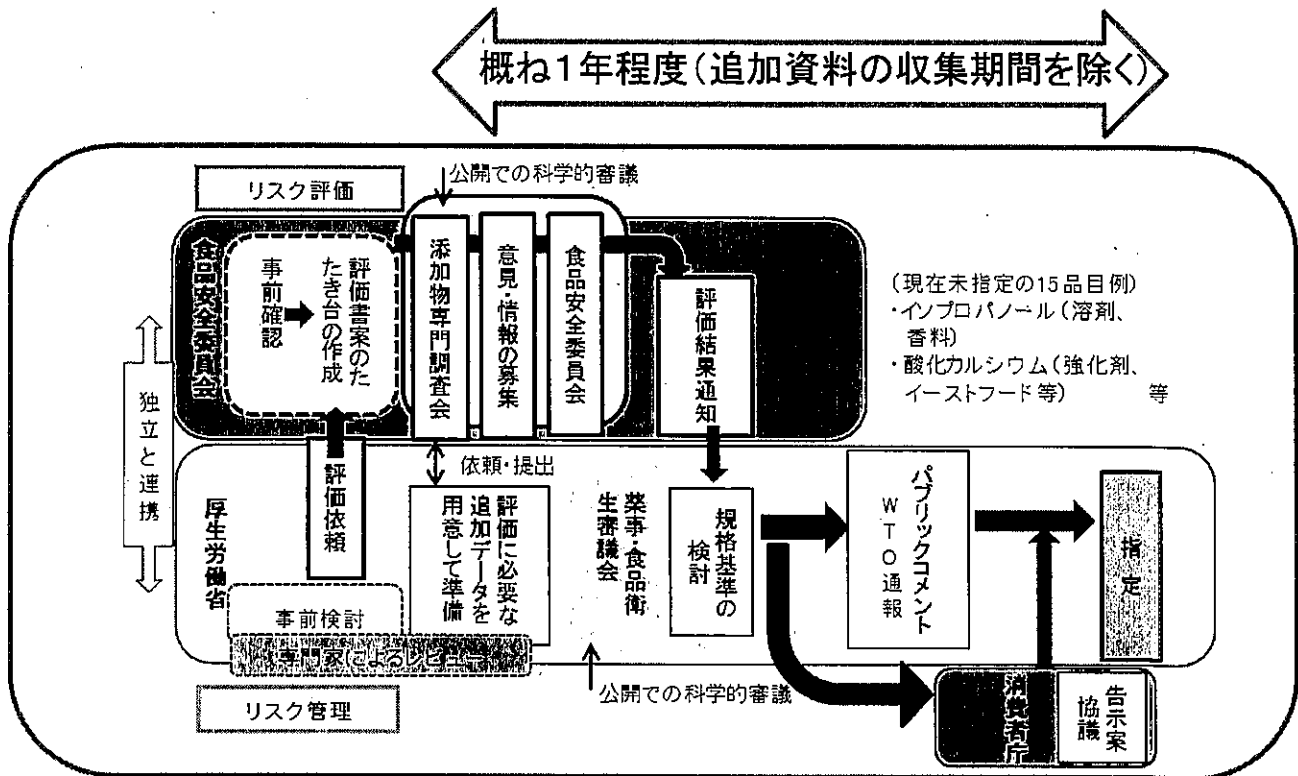 概ね1年程度(追加資料の収集期間を除く)
リスク評価
公開での科学的審議
食品安全委員会
事前確認
評価書案のた
たき台の作成
添加物専門調査会
意見・情報の募集
食品安全委員会
評価結果通知
(現在未指定の15品目例)
・イソプロパノール(溶剤、
香料)
・酸化カルシウム(強化剤、
イーストフード等) 等
独立と連携
厚生労働省
評価依頼
依頼・提出
評価に必要な
追加データを
用意して準備
事前検討
専門家によるレビュー
薬事・食品衛
生審議会
規格基準の
検討
パブリックコメント
WTO通報
指定
公開での科学的審議
リスク管理
消費者庁
告示案
協議